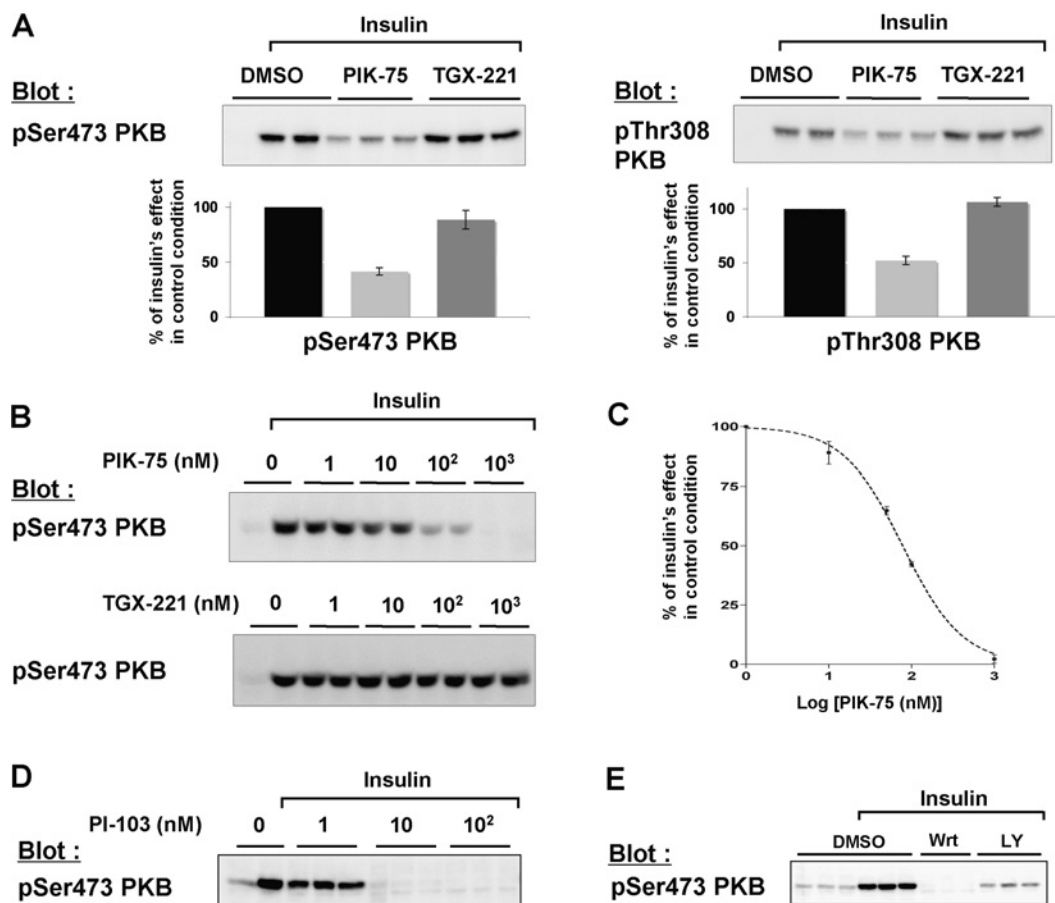 A
Insulin
DMSO PIK-75 TGX-221
Blot :
pSer473 PKB
% of insulin's effect
in control condition
100
50
0
pSer473 PKB
Insulin
DMSO PIK-75 TGX-221
Blot :
pThr308
PKB
% of insulin's effect
in control condition
100
50
0
pThr308 PKB
B
Insulin
PIK-75 (nM) 0 1 10 10² 10³
Blot :
pSer473 PKB
TGX-221 (nM) 0 1 10 10² 10³
pSer473 PKB
C
% of insulin's effect
in control condition
100
75
50
25
0
0 1 2 3
Log [PIK-75 (nM)]
D
Insulin
PI-103 (nM) 0 1 10 10²
Blot :
pSer473 PKB
E
Insulin
DMSO Wrt LY
Blot :
pSer473 PKB